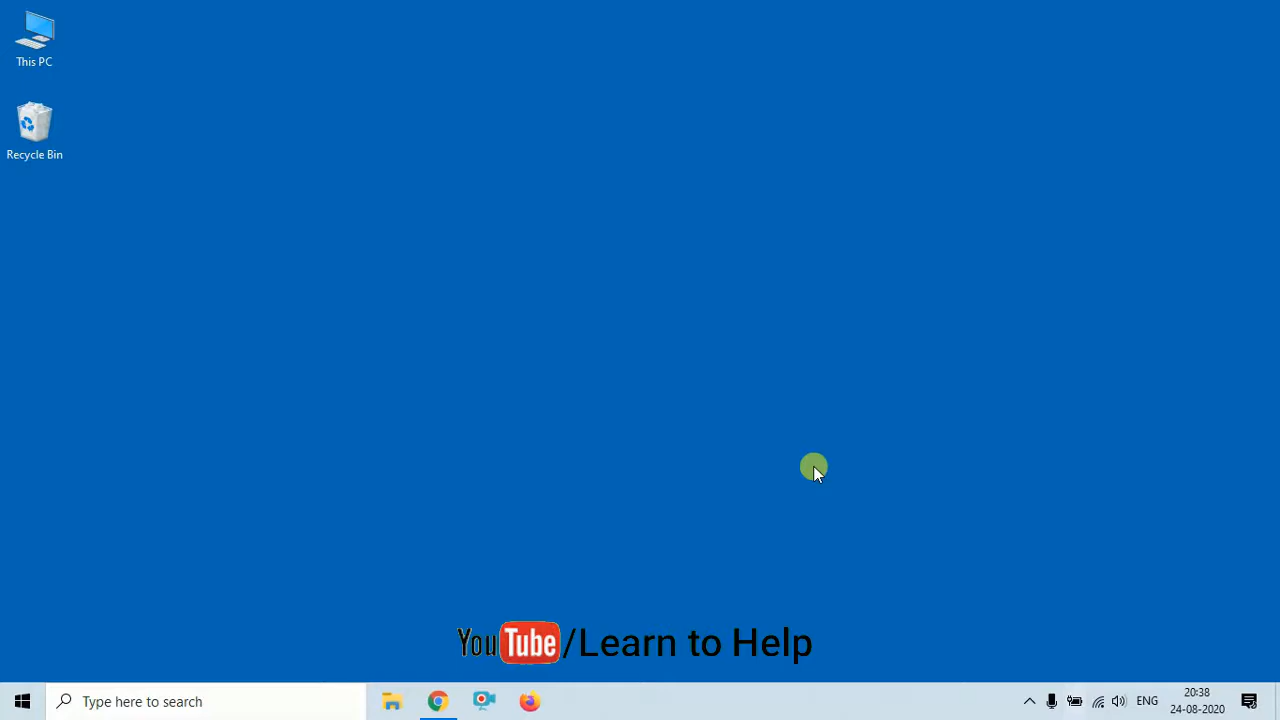 This PC
Recycle Bin
YouTube/Learn to Help
Type here to search
ENG
20:38
24-08-2020